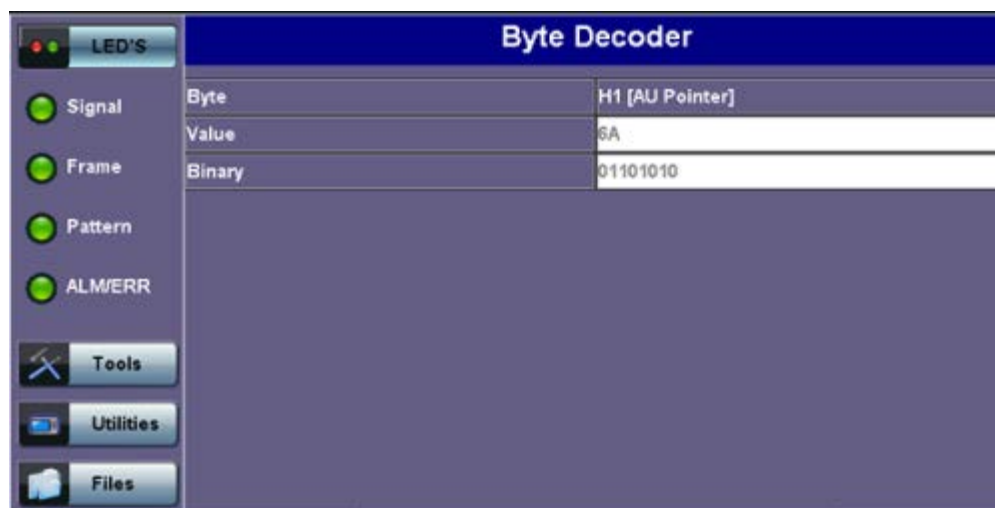 LED'S
Byte Decoder
Signal
Byte H1 [AU Pointer]
Value 6A
Frame
Binary 01101010
Pattern
ALM/ERR
Tools
Utilities
Files